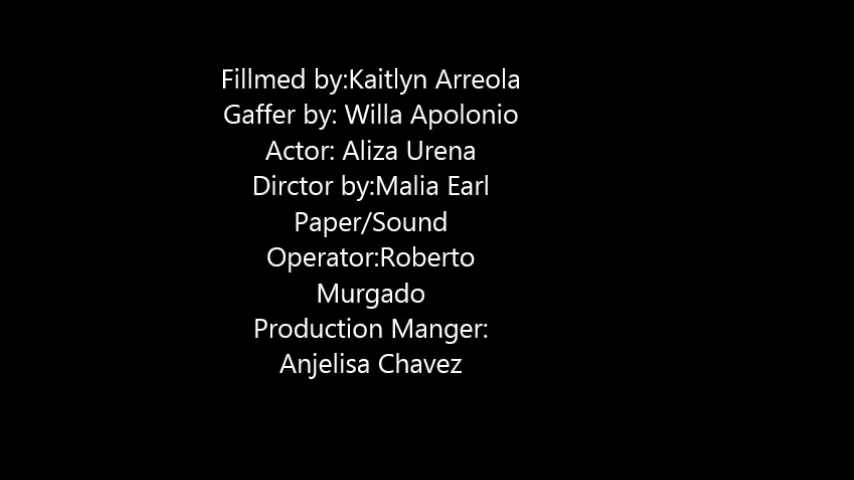 Fillmed by:Kaitlyn Arreola
Gaffer by: Willa Apolonio
Actor: Aliza Urena
Dirctor by:Malia Earl
Paper/Sound
Operator:Roberto
Murgado
Production Manger:
Anjelisa Chavez